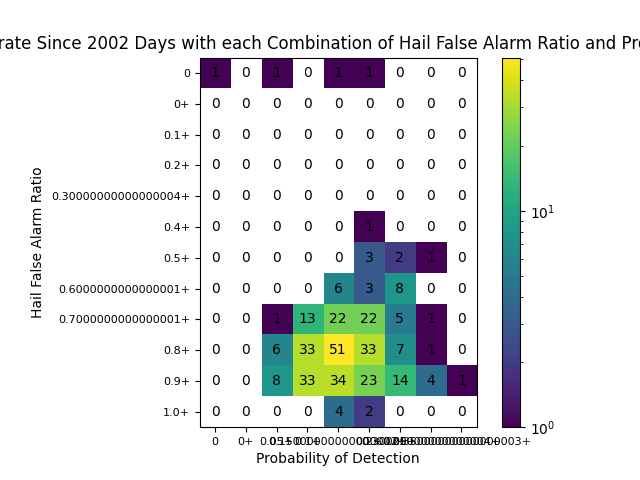 rate Since 2002 Days with each Combination of Hail False Alarm Ratio and Pro
0 1 0 1 0 1 1 0 0 0
0+ 0 0 0 0 0 0 0 0 0
0.1+ 0 0 0 0 0 0 0 0 0
0.2+ 0 0 0 0 0 0 0 0 0
0.30000000000000004+ 0 0 0 0 0 0 0 0 0
0.4+ 0 0 0 0 0 1 0 0 0
0.5+ 0 0 0 0 0 3 2 1 0
0.6000000000000001+ 0 0 0 0 6 3 8 0 0
0.7000000000000001+ 0 0 1 13 22 22 5 1 0
0.8+ 0 0 6 33 51 33 7 1 0
0.9+ 0 0 8 33 34 23 14 4 1
1.0+ 0 0 0 0 4 2 0 0 0
0 0+
Probability of Detection
Hail False Alarm Ratio
10^1
10^0